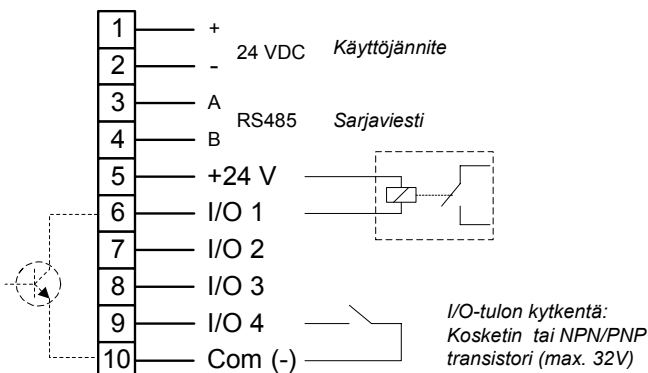 1 + 24 VDC Käyttöjännite
2 -
3 A RS485 Sarjaviesti
4 B
5 +24 V
6 I/O 1
7 I/O 2
8 I/O 3
9 I/O 4
10 Com (-)
I/O-tulon kytkentä:
Kosketin tai NPN/PNP
transistori (max. 32V)